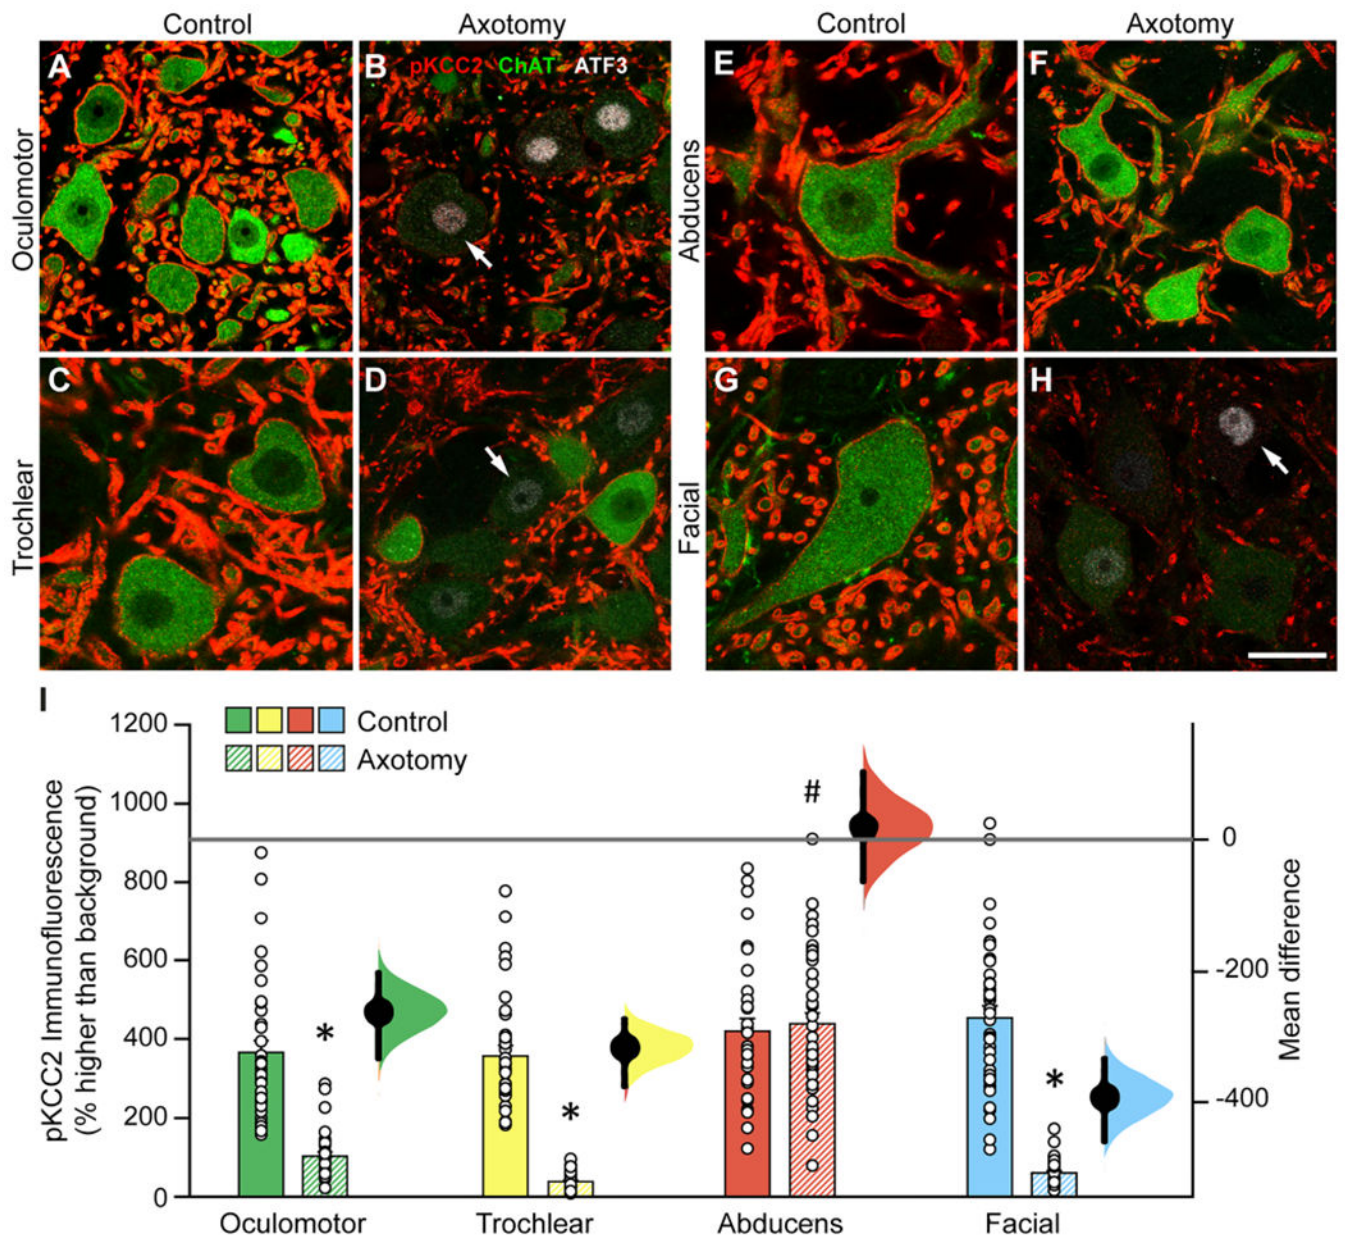 Control Axotomy Control Axotomy
A B pKCC2 ChAT ATF3 E F
Oculomotor
Abducens
C D G H
Trochlear
Facial
I
Control
Axotomy
pKCC2 Immunofluorescence
(% higher than background)
1200
1000
800
600
400
200
0
#
*
*
*
0
-200
-400
Mean difference
Oculomotor Trochlear Abducens Facial